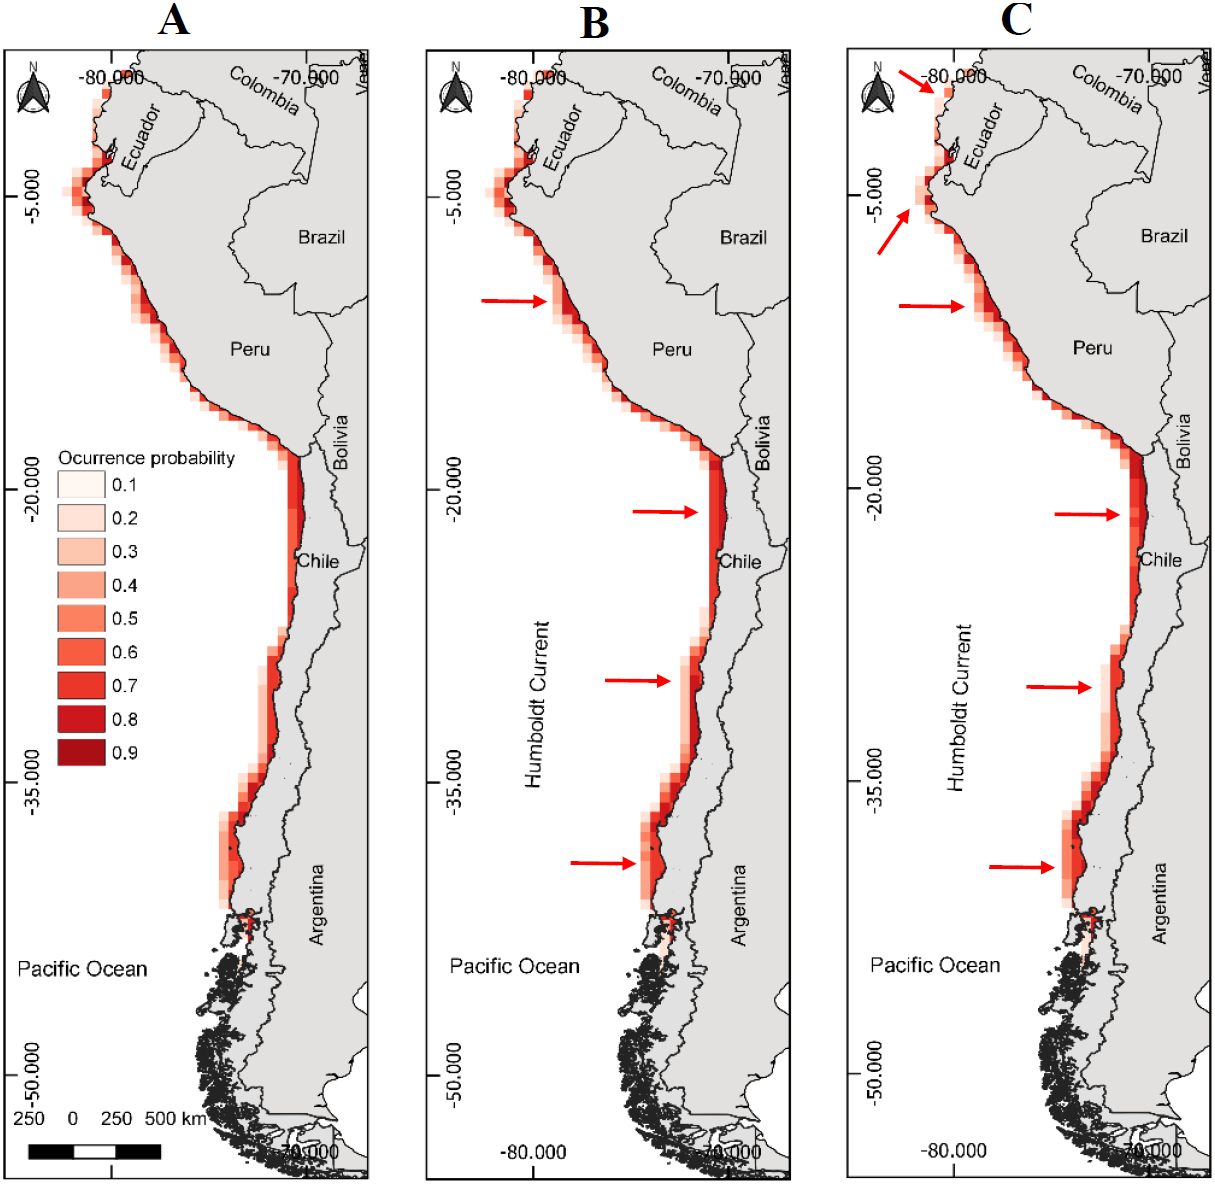 A
B
C
N
-80.000
-70.000
Colombia
Vene
Ecuador
-5.000
Brazil
Peru
Bolivia
Ocurrence probability
0.1
0.2
0.3
0.4
0.5
0.6
0.7
0.8
0.9
-20.000
Chile
-35.000
Argentina
Pacific Ocean
-50.000
250 0 250 500 km
-70.000
N
-80.000
-70.000
Colombia
Vene
Ecuador
-5.000
Brazil
Peru
Bolivia
-20.000
Chile
Humboldt Current
-35.000
Argentina
Pacific Ocean
-50.000
-80.000
-70.000
N
-80.000
-70.000
Colombia
Vene
Ecuador
-5.000
Brazil
Peru
Bolivia
-20.000
Chile
Humboldt Current
-35.000
Argentina
Pacific Ocean
-50.000
-80.000
-70.000